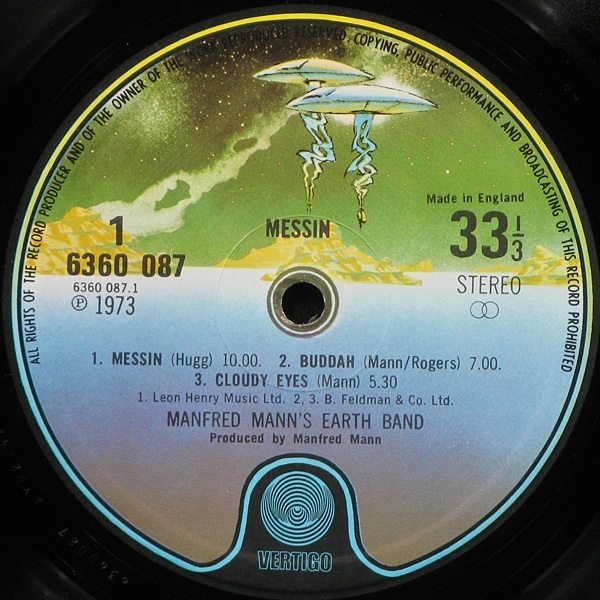 ALL RIGHTS OF THE RECORD PRODUCER AND OF THE OWNER OF THE WORK REPRODUCED RESERVED, COPYING, PUBLIC PERFORMANCE AND BROADCASTING OF THIS RECORD PROHIBITED
Made in England
1
MESSIN
33 1/3
6360 087
6360 087.1
STEREO
℗ 1973
1. MESSIN (Hugg) 10.00. 2. BUDDAH (Mann/Rogers) 7.00.
3. CLOUDY EYES (Mann) 5.30
1. Leon Henry Music Ltd. 2, 3. B. Feldman & Co. Ltd.
MANFRED MANN'S EARTH BAND
Produced by Manfred Mann
VERTIGO